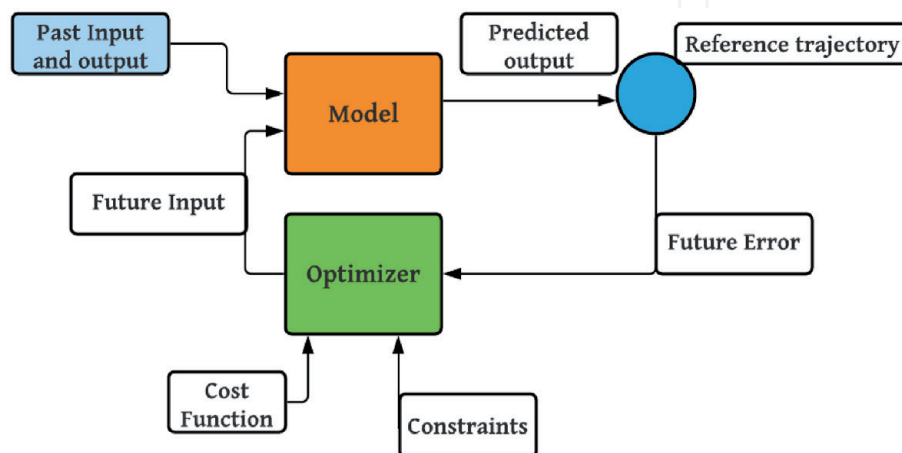 Past Input
and output
Predicted
output
Reference trajectory
Model
Future Input
Future Error
Optimizer
Cost
Function
Constraints